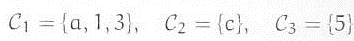 𝒞₁ = {a, 1, 3}, 𝒞₂ = {c}, 𝒞₃ = {5}